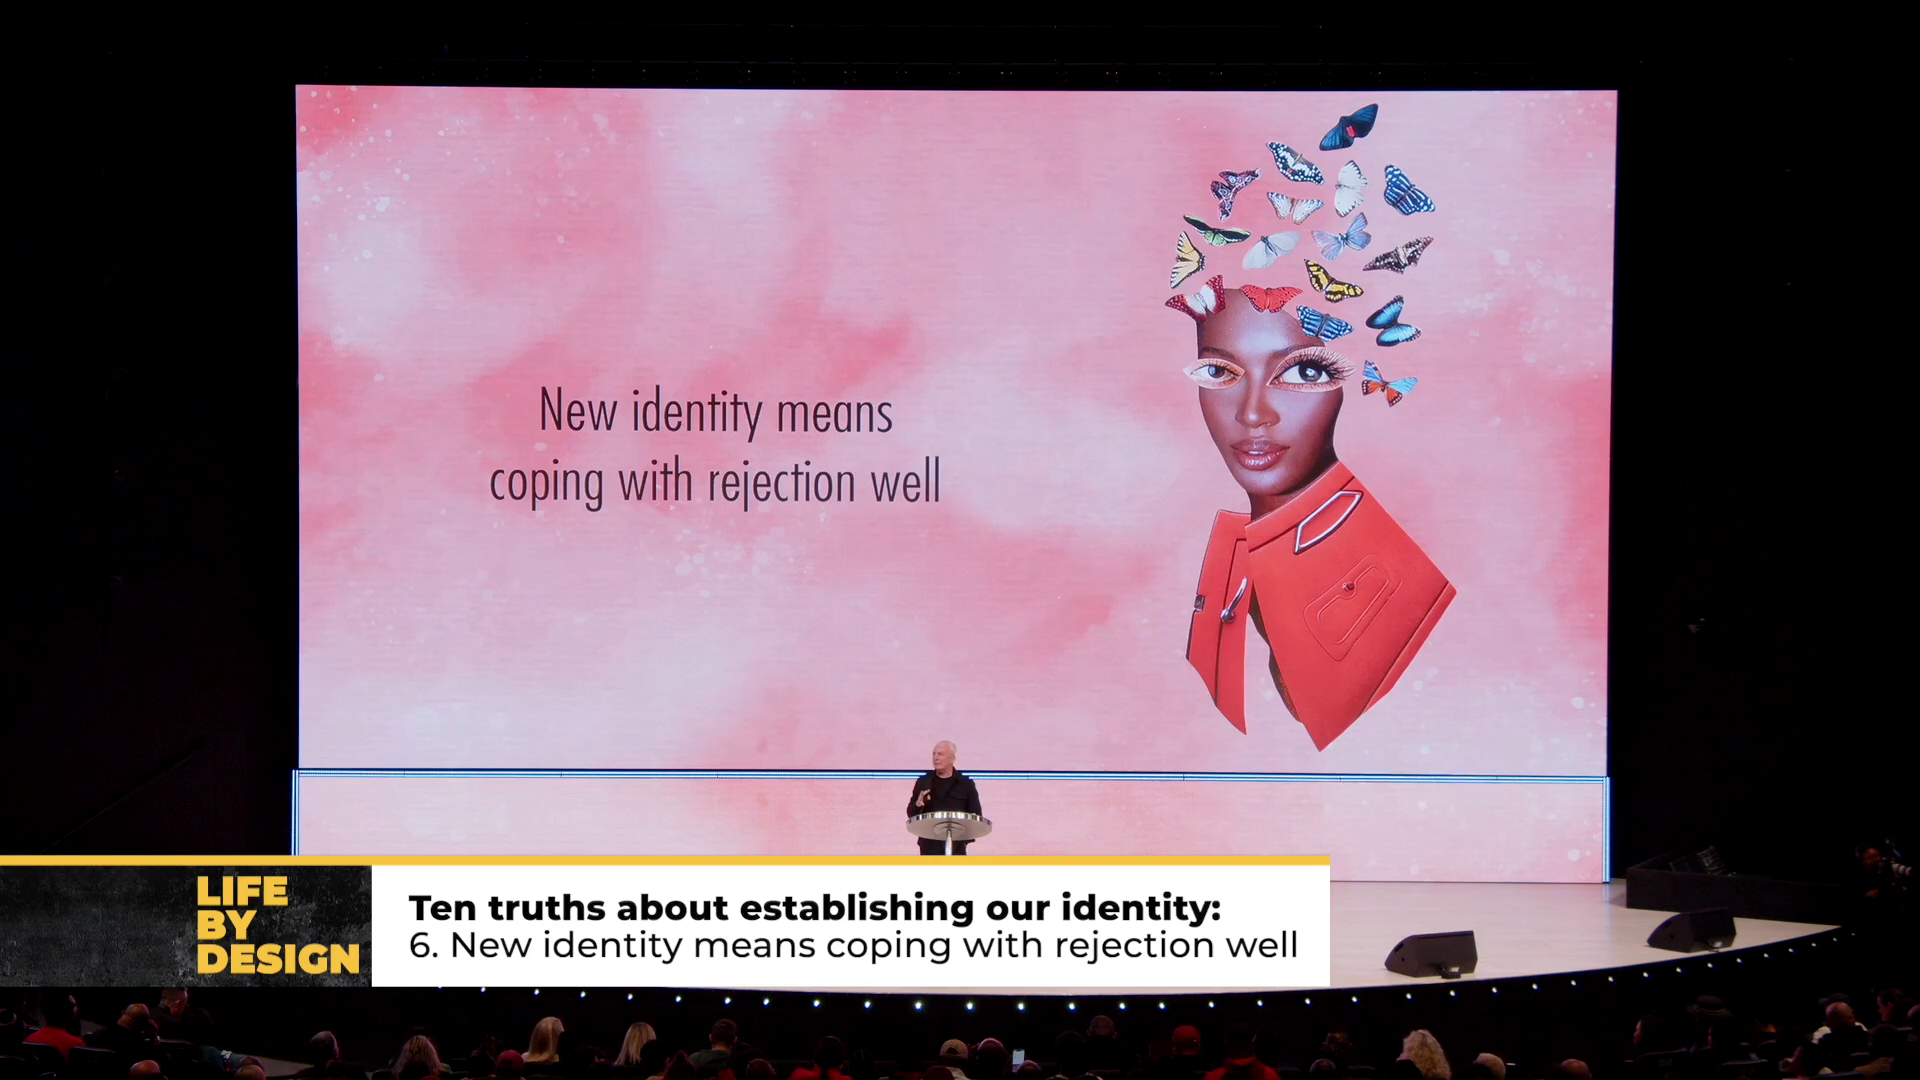 New identity means
coping with rejection well
LIFE
BY
DESIGN
Ten truths about establishing our identity:
6. New identity means coping with rejection well